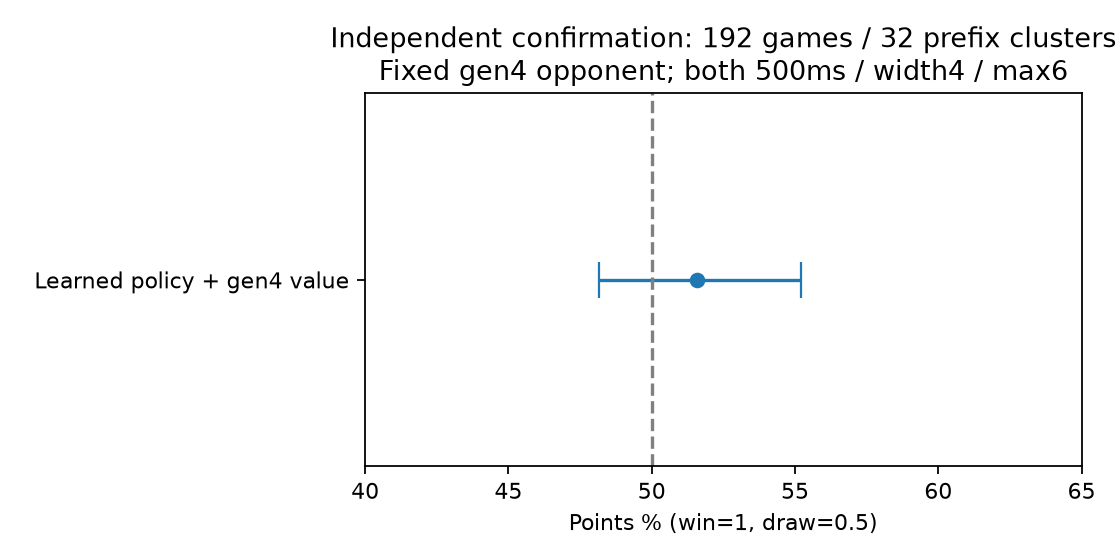 Independent confirmation: 192 games / 32 prefix clusters
Fixed gen4 opponent; both 500ms / width4 / max6
Learned policy + gen4 value
40 45 50 55 60 65
Points % (win=1, draw=0.5)